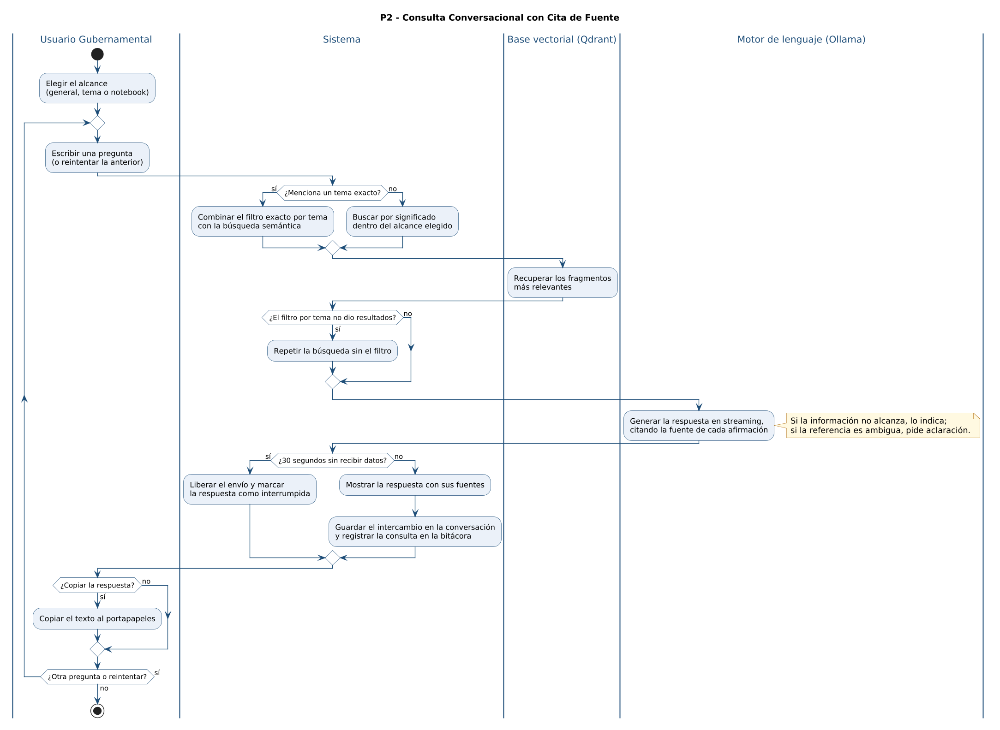 P2 - Consulta Conversacional con Cita de Fuente
Usuario Gubernamental
Sistema
Base vectorial (Qdrant)
Motor de lenguaje (Ollama)
Elegir el alcance
(general, tema o notebook)
Escribir una pregunta
(o reintentar la anterior)
sí
¿Menciona un tema exacto?
no
Combinar el filtro exacto por tema
con la búsqueda semántica
Buscar por significado
dentro del alcance elegido
Recuperar los fragmentos
más relevantes
¿El filtro por tema no dio resultados?
no
sí
Repetir la búsqueda sin el filtro
Generar la respuesta en streaming,
citando la fuente de cada afirmación
Si la información no alcanza, lo indica;
si la referencia es ambigua, pide aclaración.
sí
¿30 segundos sin recibir datos?
no
Liberar el envío y marcar
la respuesta como interrumpida
Mostrar la respuesta con sus fuentes
Guardar el intercambio en la conversación
y registrar la consulta en la bitácora
¿Copiar la respuesta?
no
sí
Copiar el texto al portapapeles
¿Otra pregunta o reintentar?
sí
no